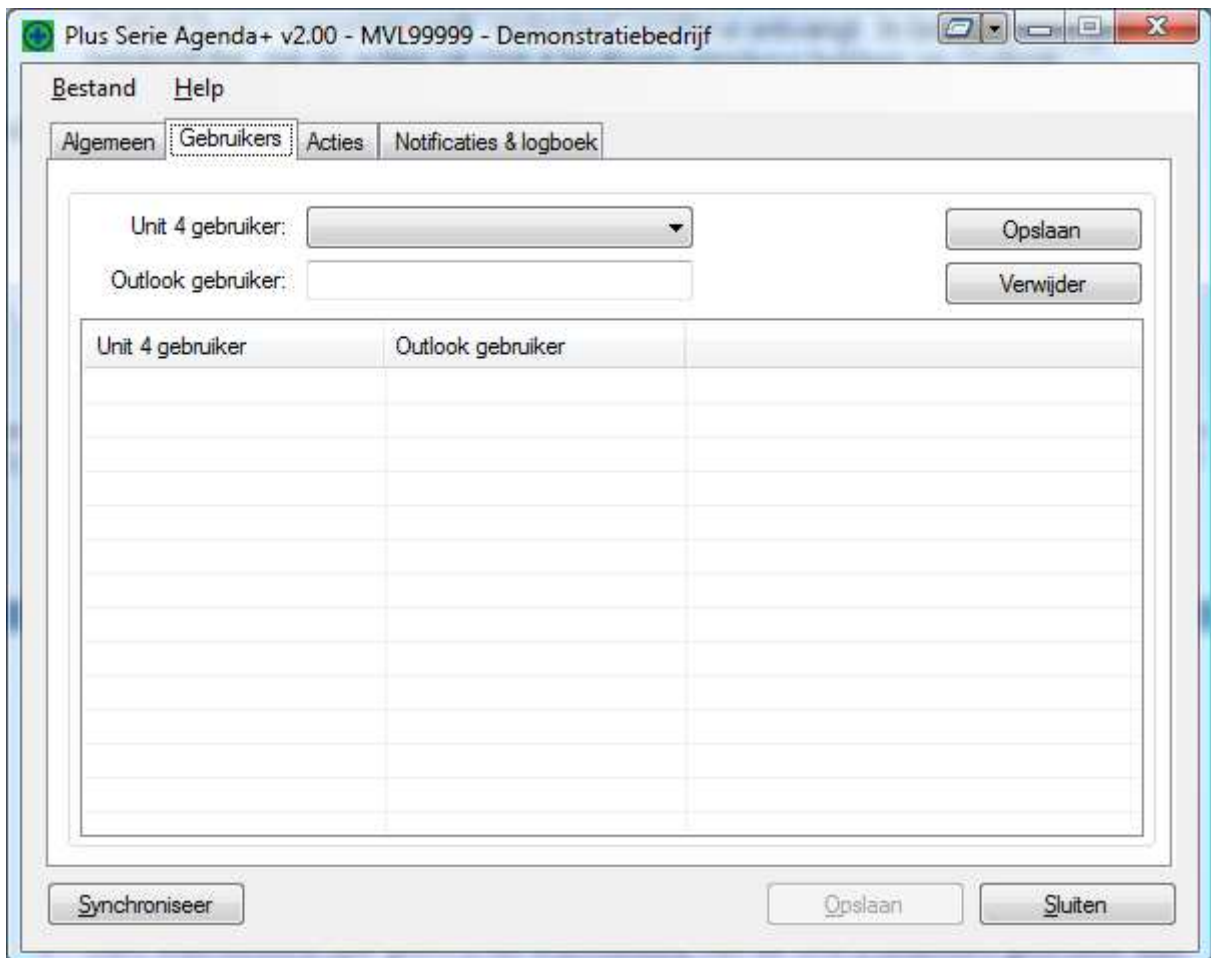 Plus Serie Agenda+ v2.00 - MVL99999 - Demonstratiebedrijf
Bestand Help
Algemeen Gebruikers Acties Notificaties & logboek
Unit 4 gebruiker: Opslaan
Outlook gebruiker: Verwijder
Unit 4 gebruiker Outlook gebruiker
Synchroniseer Opslaan Sluiten